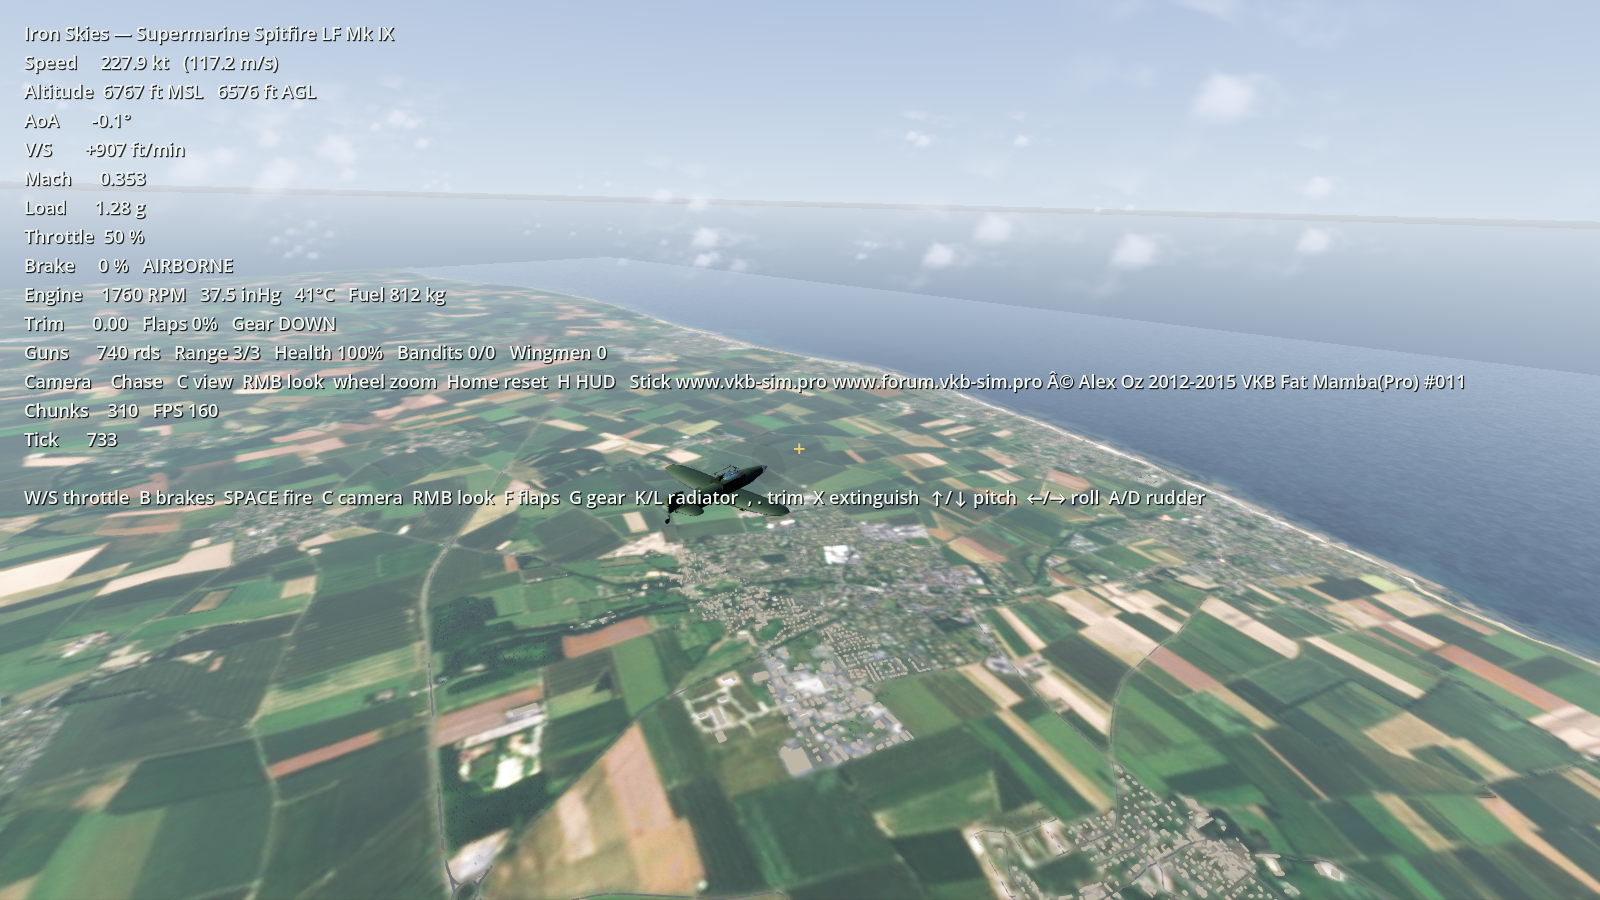 Iron Skies — Supermarine Spitfire LF Mk IX
Speed 227.9 kt (117.2 m/s)
Altitude 6767 ft MSL 6576 ft AGL
AoA -0.1°
V/S +907 ft/min
Mach 0.353
Load 1.28 g
Throttle 50 %
Brake 0 % AIRBORNE
Engine 1760 RPM 37.5 inHg 41°C Fuel 812 kg
Trim 0.00 Flaps 0% Gear DOWN
Guns 740 rds Range 3/3 Health 100% Bandits 0/0 Wingmen 0
Camera Chase C view RMB look wheel zoom Home reset H HUD Stick www.vkb-sim.pro www.forum.vkb-sim.pro Â© Alex Oz 2012-2015 VKB Fat Mamba(Pro) #011
Chunks 310 FPS 160
Tick 733
W/S throttle B brakes SPACE fire C camera RMB look F flaps G gear K/L radiator , . trim X extinguish ↑/↓ pitch ←/→ roll A/D rudder